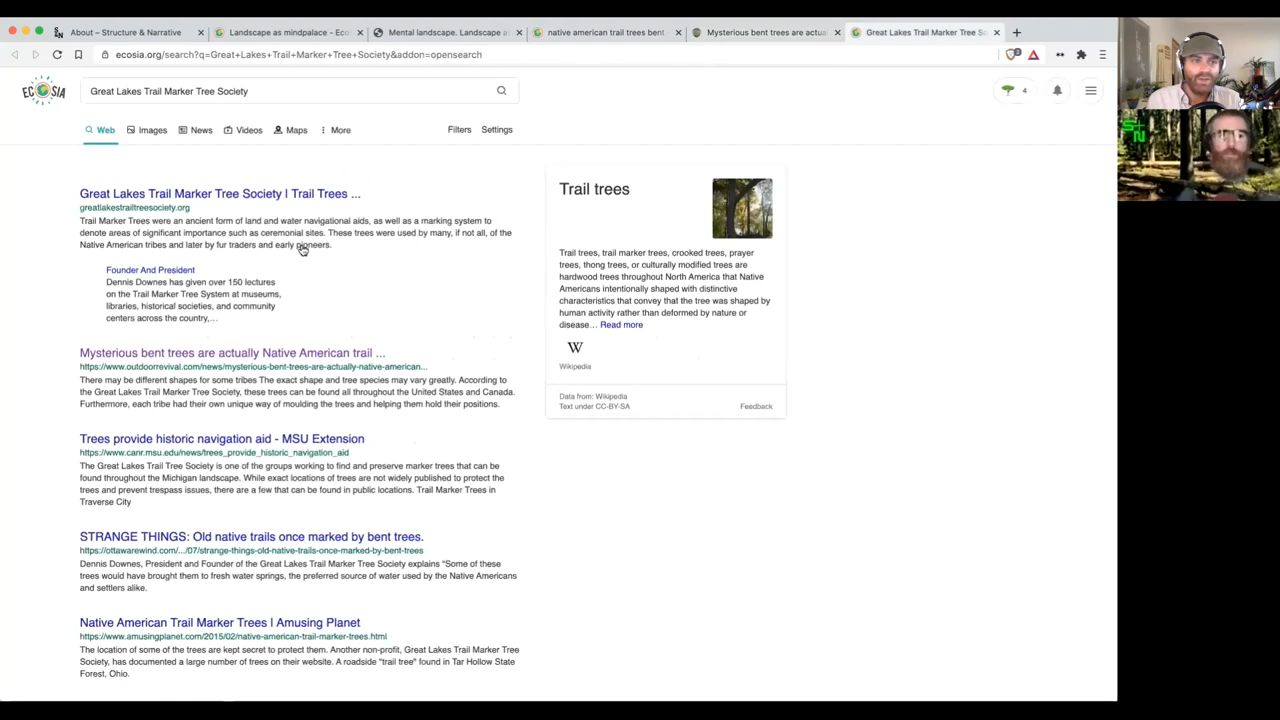 About – Structure & Narrative
Landscape as mindpalace - Eco
Mental landscape. Landscape as
native american trail trees bent -
Mysterious bent trees are actual
Great Lakes Trail Marker Tree So
ecosia.org/search?q=Great+Lakes+Trail+Marker+Tree+Society&addon=opensearch
ECOSIA
Great Lakes Trail Marker Tree Society
4
Web
Images
News
Videos
Maps
More
Filters
Settings
Great Lakes Trail Marker Tree Society | Trail Trees ...
greatlakestrailtreesociety.org
Trail Marker Trees were an ancient form of land and water navigational aids, as well as a marking system to
denote areas of significant importance such as ceremonial sites. These trees were used by many, if not all, of the
Native American tribes and later by fur traders and early pioneers.
Founder And President
Dennis Downes has given over 150 lectures
on the Trail Marker Tree System at museums,
libraries, historical societies, and community
centers across the country,...
Mysterious bent trees are actually Native American trail ...
https://www.outdoorrevival.com/news/mysterious-bent-trees-are-actually-native-american...
There may be different shapes for some tribes The exact shape and tree species may vary greatly. According to
the Great Lakes Trail Marker Tree Society, these trees can be found all throughout the United States and Canada.
Furthermore, each tribe had their own unique way of moulding the trees and helping them hold their positions.
Trees provide historic navigation aid - MSU Extension
https://www.canr.msu.edu/news/trees_provide_historic_navigation_aid
The Great Lakes Trail Tree Society is one of the groups working to find and preserve marker trees that can be
found throughout the Michigan landscape. While exact locations of trees are not widely published to protect the
trees and prevent trespass issues, there are a few that can be found in public locations. Trail Marker Trees in
Traverse City
STRANGE THINGS: Old native trails once marked by bent trees.
https://ottawarewind.com/.../07/strange-things-old-native-trails-once-marked-by-bent-trees
Dennis Downes, President and Founder of the Great Lakes Trail Marker Tree Society explains “Some of these
trees would have brought them to fresh water springs, the preferred source of water used by the Native Americans
and settlers alike.
Native American Trail Marker Trees | Amusing Planet
https://www.amusingplanet.com/2015/02/native-american-trail-marker-trees.html
The location of some of the trees are kept secret to protect them. Another non-profit, Great Lakes Trail Marker Tree
Society, has documented a large number of trees on their website. A roadside "trail tree" found in Tar Hollow State
Forest, Ohio.
Trail trees
Trail trees, trail marker trees, crooked trees, prayer
trees, thong trees, or culturally modified trees are
hardwood trees throughout North America that Native
Americans intentionally shaped with distinctive
characteristics that convey that the tree was shaped by
human activity rather than deformed by nature or
disease... Read more
W
Wikipedia
Data from: Wikipedia
Text under CC-BY-SA
Feedback
S+N